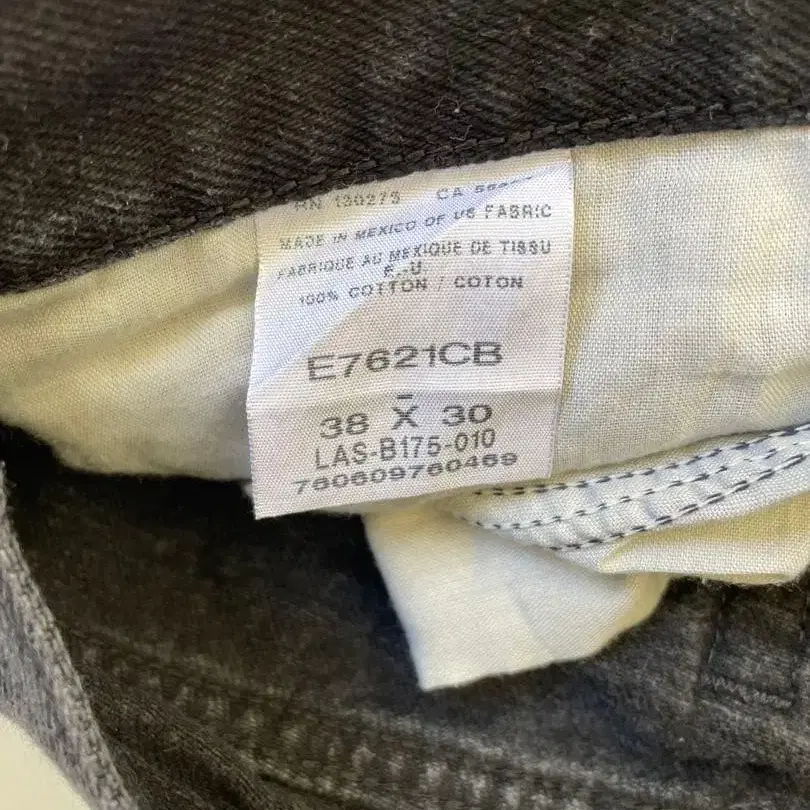 RN 130273 CA
MADE IN MEXICO OF US FABRIC
FABRIQUE AU MEXIQUE DE TISSU
E.-U.
100% COTTON / COTON
E7621CB
-
38 X 30
LAS-B175-010
780609760469